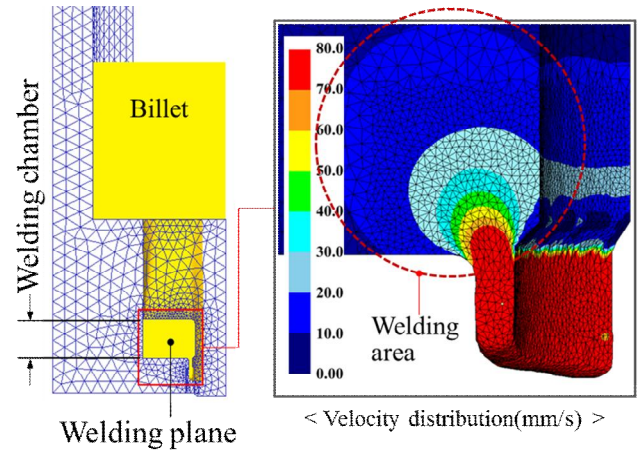 Billet
Welding chamber
Welding plane
80.0
70.0
60.0
50.0
40.0
30.0
20.0
10.0
0.00
Welding
area
< Velocity distribution(mm/s) >